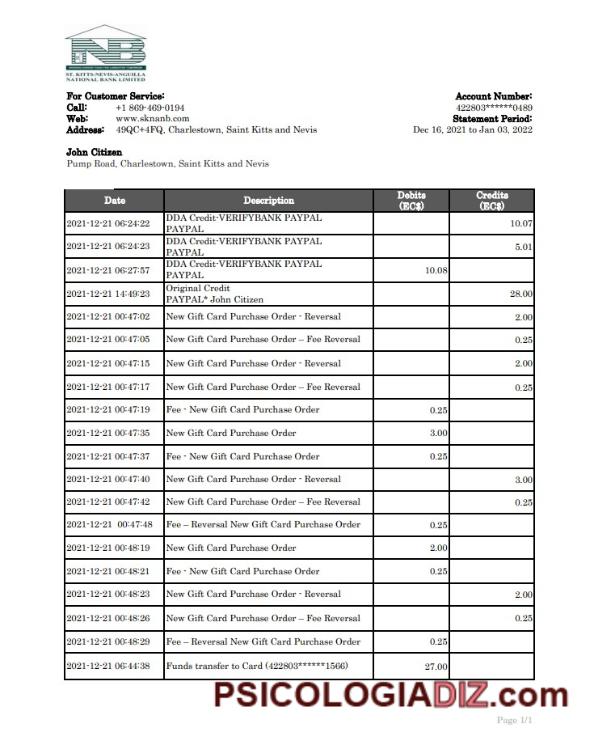 NB
ST. KITTS-NEVIS-ANGUILLA
NATIONAL BANK LIMITED
For Customer Service:
Call: +1 869-469-0194
Web: www.sknanb.com
Address: 49QC+4FQ, Charlestown, Saint Kitts and Nevis
Account Number:
422803******0489
Statement Period:
Dec 16, 2021 to Jan 03, 2022
John Citizen
Pump Road, Charlestown, Saint Kitts and Nevis
Date Description Debits (EC$) Credits (EC$)
2021-12-21 06:24:22 DDA Credit-VERIFYBANK PAYPAL 10.07
PAYPAL
2021-12-21 06:24:23 DDA Credit-VERIFYBANK PAYPAL 5.01
PAYPAL
2021-12-21 06:27:57 DDA Credit-VERIFYBANK PAYPAL 10.08
PAYPAL
2021-12-21 14:49:23 Original Credit 28.00
PAYPAL* John Citizen
2021-12-21 00:47:02 New Gift Card Purchase Order - Reversal 2.00
2021-12-21 00:47:05 New Gift Card Purchase Order – Fee Reversal 0.25
2021-12-21 00:47:15 New Gift Card Purchase Order - Reversal 2.00
2021-12-21 00:47:17 New Gift Card Purchase Order – Fee Reversal 0.25
2021-12-21 00:47:19 Fee - New Gift Card Purchase Order 0.25
2021-12-21 00:47:35 New Gift Card Purchase Order 3.00
2021-12-21 00:47:37 Fee - New Gift Card Purchase Order 0.25
2021-12-21 00:47:40 New Gift Card Purchase Order - Reversal 3.00
2021-12-21 00:47:42 New Gift Card Purchase Order – Fee Reversal 0.25
2021-12-21 00:47:48 Fee – Reversal New Gift Card Purchase Order 0.25
2021-12-21 00:48:19 New Gift Card Purchase Order 2.00
2021-12-21 00:48:21 Fee - New Gift Card Purchase Order 0.25
2021-12-21 00:48:23 New Gift Card Purchase Order - Reversal 2.00
2021-12-21 00:48:26 New Gift Card Purchase Order – Fee Reversal 0.25
2021-12-21 00:48:29 Fee – Reversal New Gift Card Purchase Order 0.25
2021-12-21 06:44:38 Funds transfer to Card (422803******1566) 27.00
PSICOLOGIADIZ.com
Page 1/1